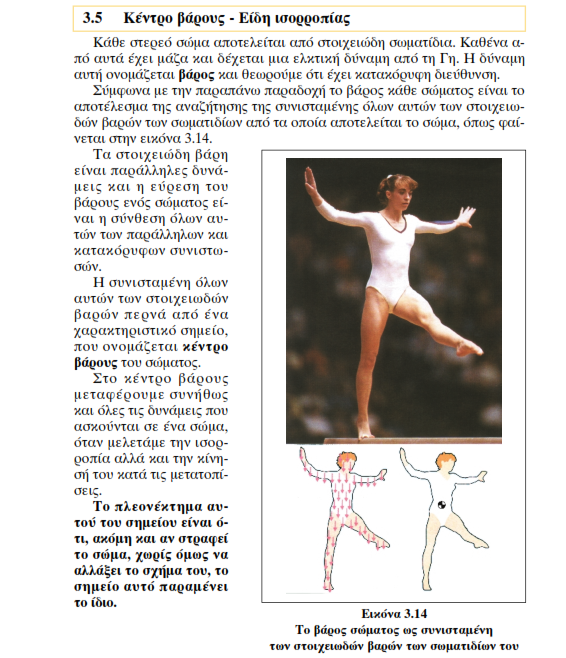 3.5 Κέντρο βάρους - Είδη ισορροπίας
Κάθε στερεό σώμα αποτελείται από στοιχειώδη σωματίδια. Καθένα α-
πό αυτά έχει μάζα και δέχεται μια ελκτική δύναμη από τη Γη. Η δύναμη
αυτή ονομάζεται βάρος και θεωρούμε ότι έχει κατακόρυφη διεύθυνση.
Σύμφωνα με την παραπάνω παραδοχή το βάρος κάθε σώματος είναι το
αποτέλεσμα της αναζήτησης της συνισταμένης όλων αυτών των στοιχειω-
δών βαρών των σωματιδίων από τα οποία αποτελείται το σώμα, όπως φαί-
νεται στην εικόνα 3.14.
Τα στοιχειώδη βάρη
είναι παράλληλες δυνά-
μεις και η εύρεση του
βάρους ενός σώματος εί-
ναι η σύνθεση όλων αυ-
τών των παράλληλων και
κατακόρυφων συνιστω-
σών.
Η συνισταμένη όλων
αυτών των στοιχειωδών
βαρών περνά από ένα
χαρακτηριστικό σημείο,
που ονομάζεται κέντρο
βάρους του σώματος.
Στο κέντρο βάρους
μεταφέρουμε συνήθως
και όλες τις δυνάμεις που
ασκούνται σε ένα σώμα,
όταν μελετάμε την ισορ-
ροπία αλλά και την κίνη-
σή του κατά τις μετατοπί-
σεις.
Το πλεονέκτημα αυ-
τού του σημείου είναι ό-
τι, ακόμη και αν στραφεί
το σώμα, χωρίς όμως να
αλλάξει το σχήμα του, το
σημείο αυτό παραμένει
το ίδιο.
Εικόνα 3.14
Το βάρος σώματος ως συνισταμένη
των στοιχειωδών βαρών των σωματιδίων του